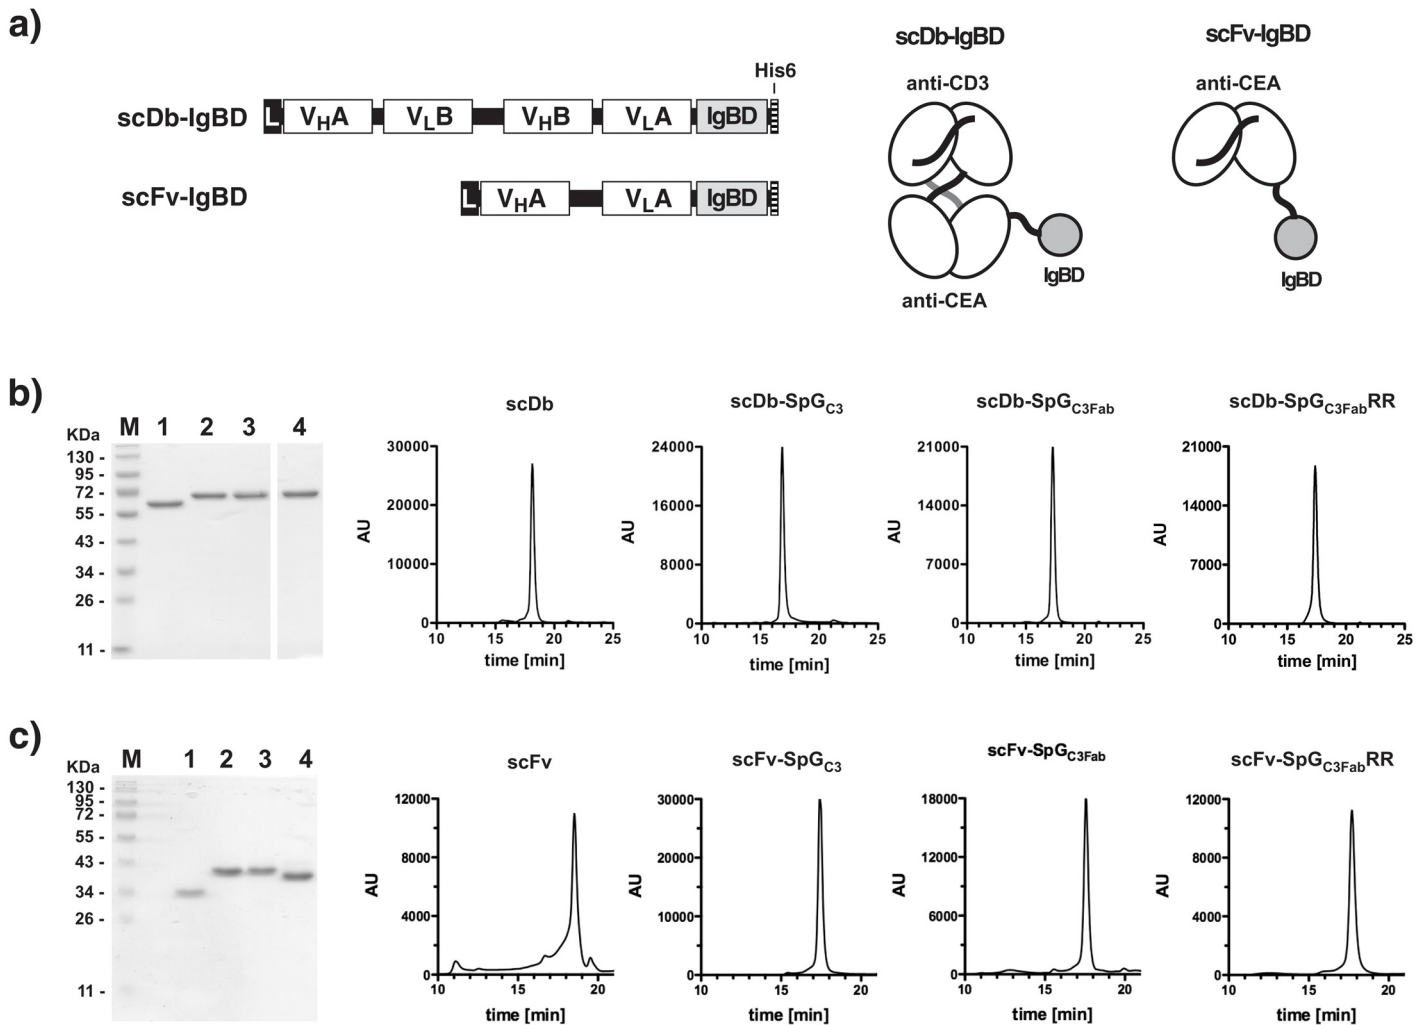 a)
scDb-IgBD
scFv-IgBD
His6
anti-CD3
anti-CEA
scDb-IgBD L VHA VLB VHB VLA IgBD
scFv-IgBD L VHA VLA IgBD
IgBD
IgBD
anti-CEA
b)
KDa M 1 2 3 4
130 -
95 -
72 -
55 -
43 -
34 -
26 -
11 -
scDb
30000
20000
10000
0
AU
10 15 20 25
time [min]
scDb-SpGC3
24000
16000
8000
0
AU
10 15 20 25
time [min]
scDb-SpGC3Fab
21000
14000
7000
0
AU
10 15 20 25
time [min]
scDb-SpGC3FabRR
21000
14000
7000
0
AU
10 15 20 25
time [min]
c)
KDa M 1 2 3 4
130 -
95 -
72 -
55 -
43 -
34 -
26 -
11 -
scFv
12000
8000
4000
0
AU
10 15 20
time [min]
scFv-SpGC3
30000
20000
10000
0
AU
10 15 20
time [min]
scFv-SpGC3Fab
18000
12000
6000
0
AU
10 15 20
time [min]
scFv-SpGC3FabRR
12000
8000
4000
0
AU
10 15 20
time [min]